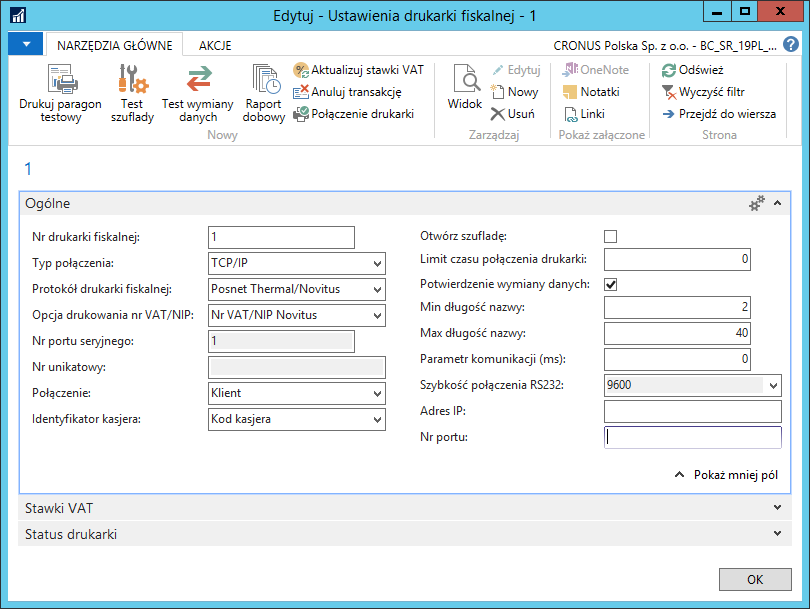 Edytuj - Ustawienia drukarki fiskalnej - 1
NARZĘDZIA GŁÓWNE
AKCJE
CRONUS Polska Sp. z o.o. - BC_SR_19PL_...
Drukuj paragon testowy
Test szuflady
Test wymiany danych
Raport dobowy
Aktualizuj stawki VAT
Anuluj transakcję
Połączenie drukarki
Nowy
Widok
Edytuj
Nowy
Usuń
Zarządzaj
OneNote
Notatki
Linki
Pokaż załączone
Odśwież
Wyczyść filtr
Przejdź do wiersza
Strona
1
Ogólne
Nr drukarki fiskalnej: 1
Typ połączenia: TCP/IP
Protokół drukarki fiskalnej: Posnet Thermal/Novitus
Opcja drukowania nr VAT/NIP: Nr VAT/NIP Novitus
Nr portu seryjnego: 1
Nr unikatowy:
Połączenie: Klient
Identyfikator kasjera: Kod kasjera
Otwórz szufladę:
Limit czasu połączenia drukarki: 0
Potwierdzenie wymiany danych:
Min długość nazwy: 2
Max długość nazwy: 40
Parametr komunikacji (ms): 0
Szybkość połączenia RS232: 9600
Adres IP:
Nr portu:
Pokaż mniej pól
Stawki VAT
Status drukarki
OK